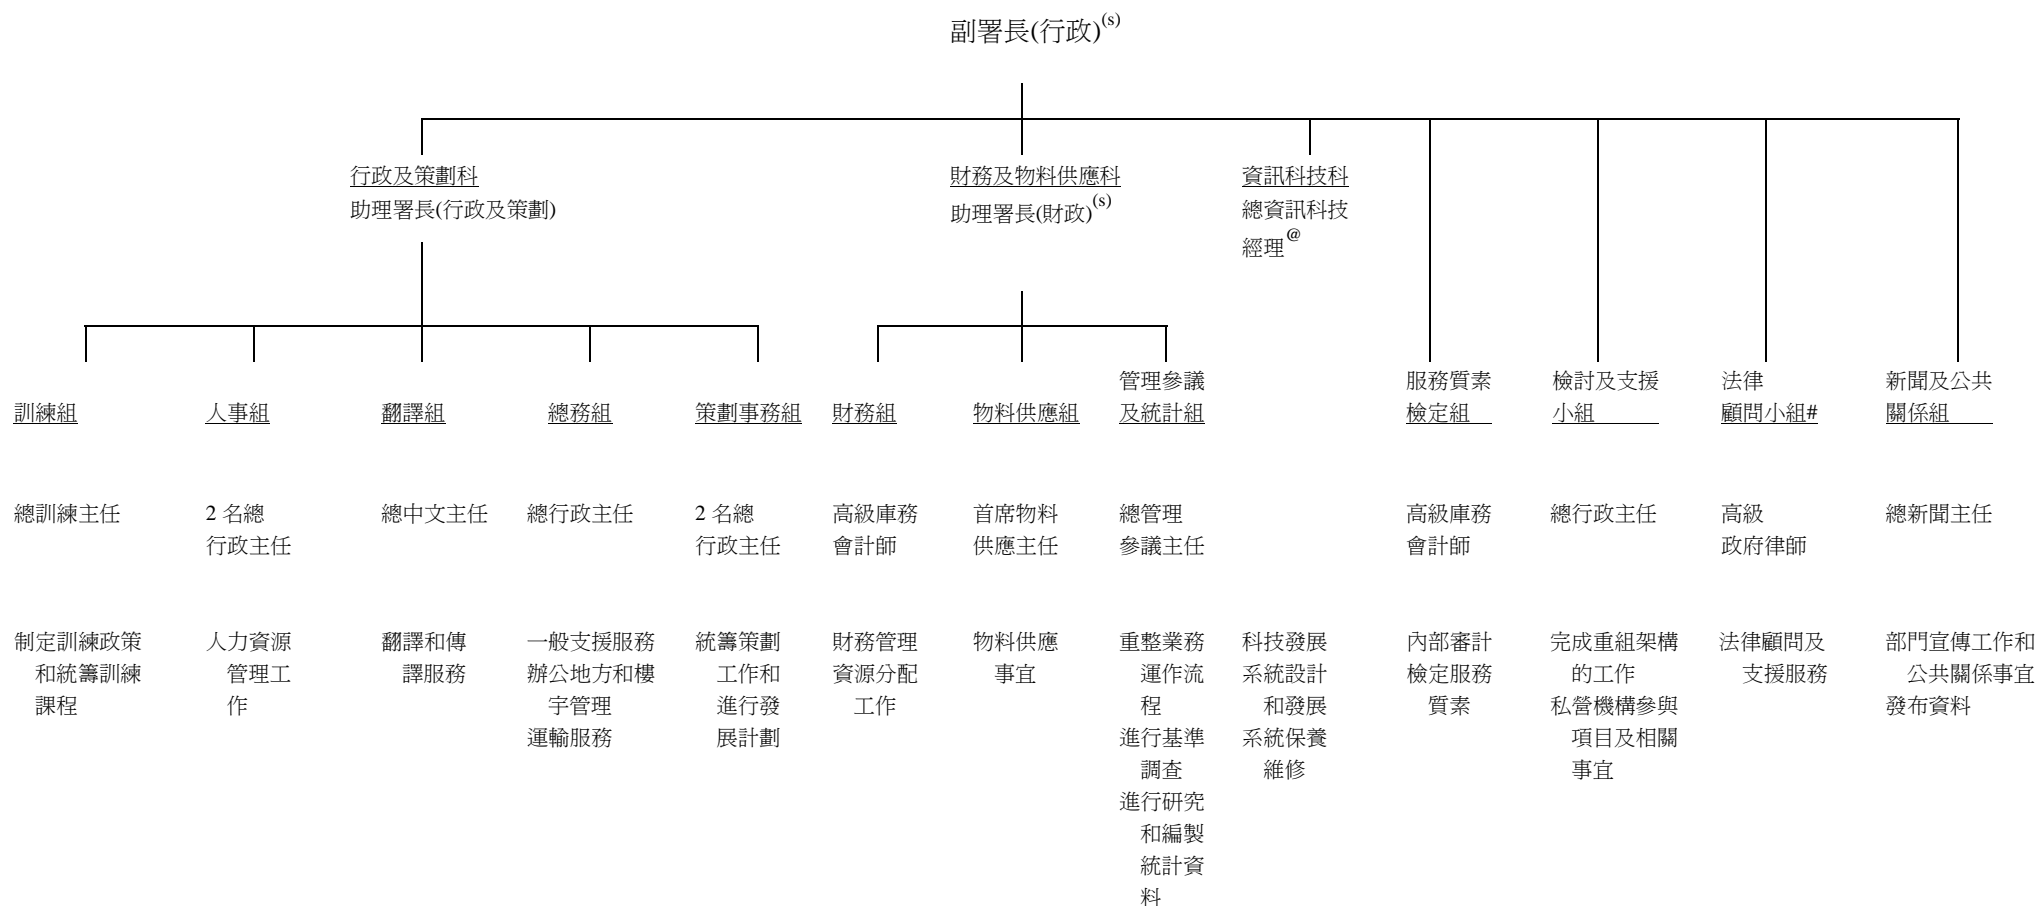 副署長(行政)(s)
行政及策劃科
助理署長(行政及策劃)
財務及物料供應科
助理署長(財政)(s)
資訊科技科
總資訊科技
經理@
訓練組
總訓練主任
制定訓練政策
和統籌訓練
課程
人事組
2 名總
行政主任
人力資源
管理工
作
翻譯組
總中文主任
翻譯和傳
譯服務
總務組
總行政主任
一般支援服務
辦公地方和樓
宇管理
運輸服務
策劃事務組
2 名總
行政主任
統籌策劃
工作和
進行發
展計劃
財務組
高級庫務
會計師
財務管理
資源分配
工作
物料供應組
首席物料
供應主任
物料供應
事宜
管理參議
及統計組
總管理
參議主任
重整業務
運作流
程
進行基準
調查
進行研究
和編製
統計資
料
科技發展
系統設計
和發展
系統保養
維修
服務質素
檢定組
高級庫務
會計師
內部審計
檢定服務
質素
檢討及支援
小組
總行政主任
完成重組架構
的工作
私營機構參與
項目及相關
事宜
法律
顧問小組#
高級
政府律師
法律顧問及
支援服務
新聞及公共
關係組
總新聞主任
部門宣傳工作和
公共關係事宜
發布資料